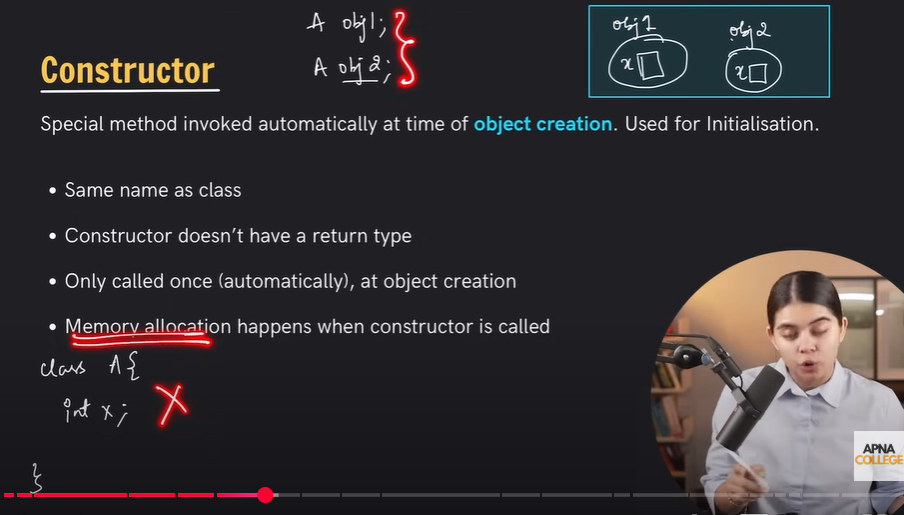 A obj1;
A obj2;
obj1
obj2
x
x
Constructor
Special method invoked automatically at time of object creation. Used for Initialisation.
• Same name as class
• Constructor doesn't have a return type
• Only called once (automatically), at object creation
• Memory allocation happens when constructor is called
class A{
int x;
}
APNA
COLLEGE